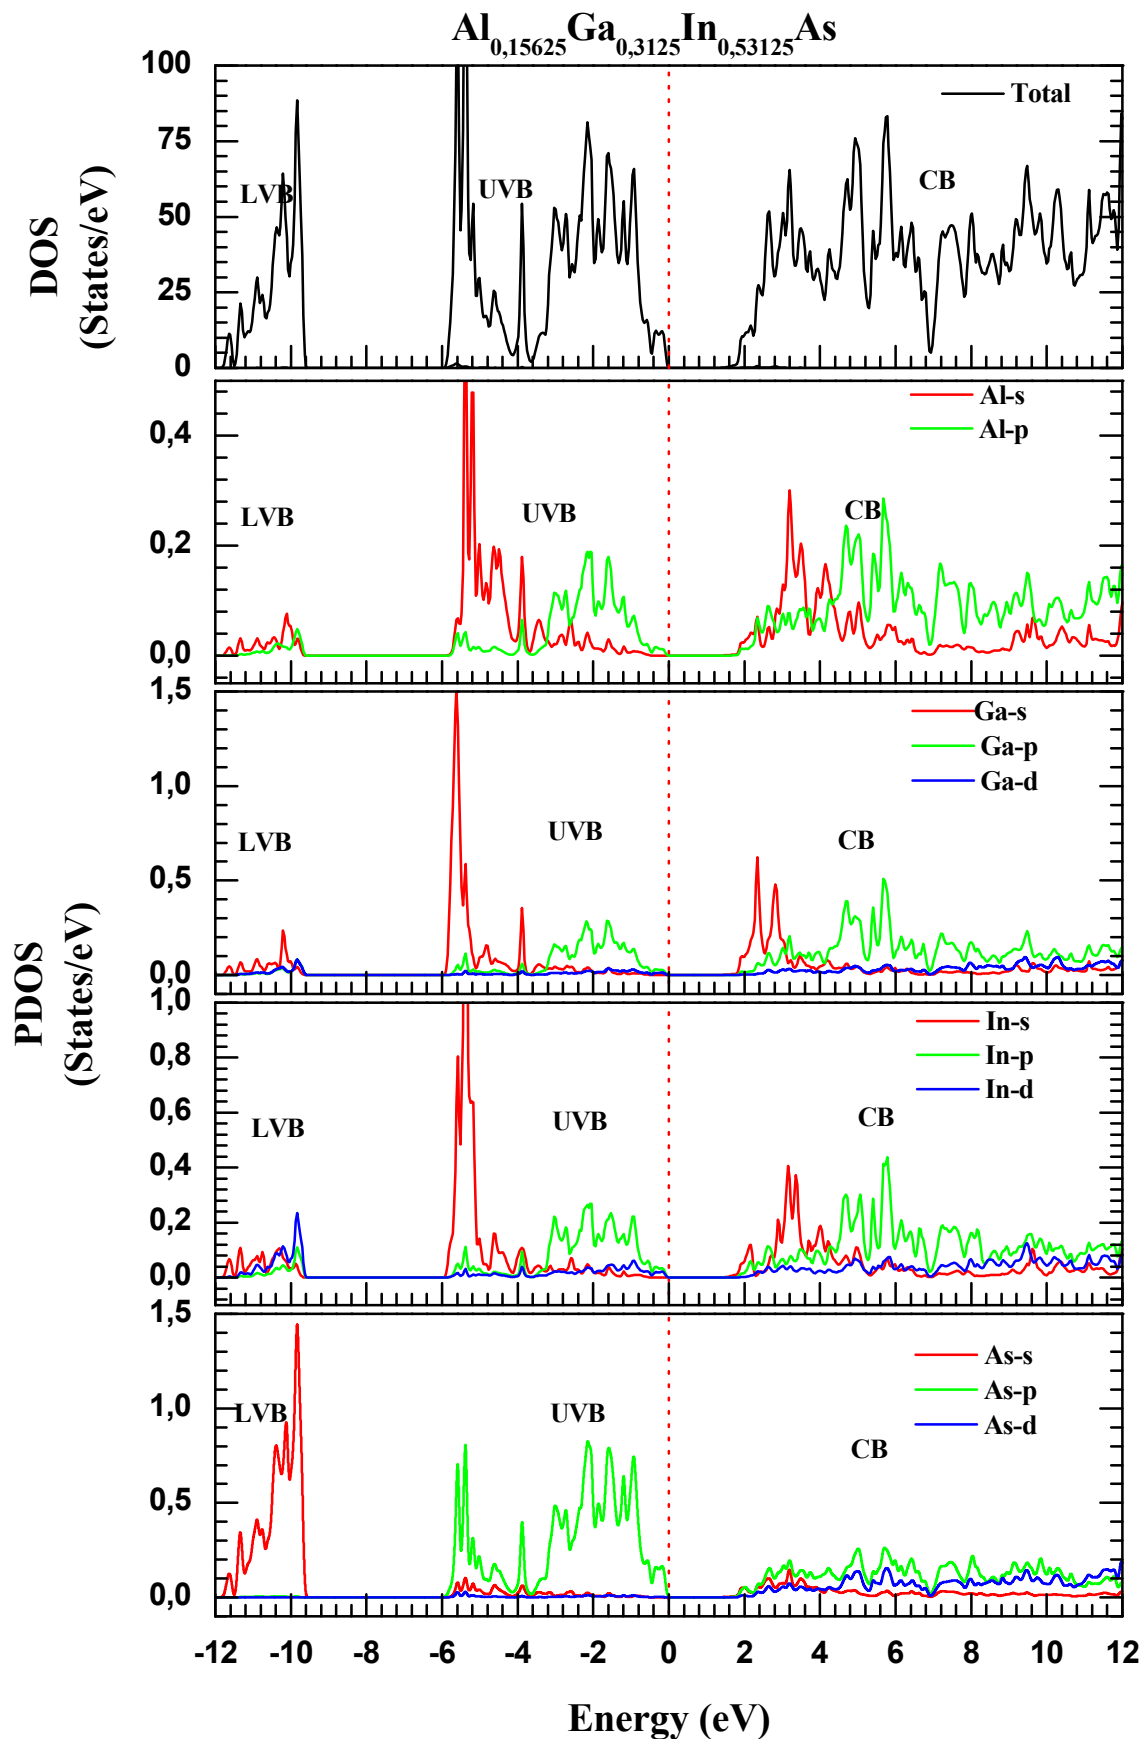 Al0,15625Ga0,3125In0,53125As
DOS
(States/eV)
100
75
50
25
0
Total
LVB
UVB
CB
0,4
0,2
0,0
Al-s
Al-p
LVB
UVB
CB
PDOS
(States/eV)
1,5
1,0
0,5
0,0
Ga-s
Ga-p
Ga-d
LVB
UVB
CB
1,0
0,8
0,6
0,4
0,2
0,0
In-s
In-p
In-d
LVB
UVB
CB
1,5
1,0
0,5
0,0
As-s
As-p
As-d
LVB
UVB
CB
-12 -10 -8 -6 -4 -2 0 2 4 6 8 10 12
Energy (eV)